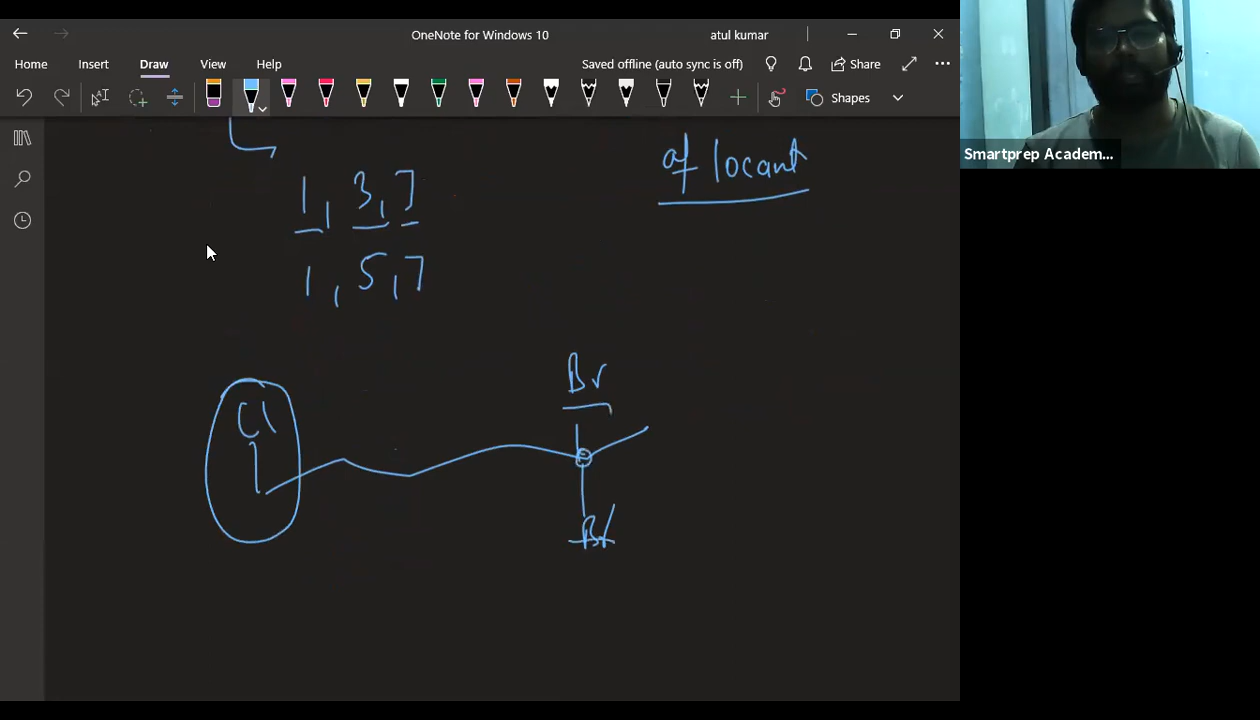 OneNote for Windows 10
atul kumar
Home
Insert
Draw
View
Help
Saved offline (auto sync is off)
Share
Shapes
Smartprep Academ...
of locant
1, 3, 7
1, 5, 7
Br
Cl
Br